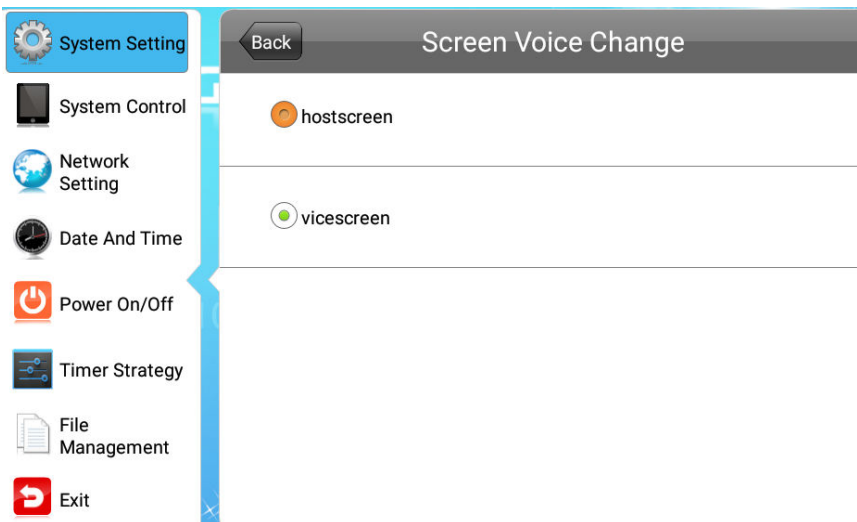 System Setting
System Control
Network
Setting
Date And Time
Power On/Off
Timer Strategy
File
Management
Exit
Back
Screen Voice Change
hostscreen
vicescreen